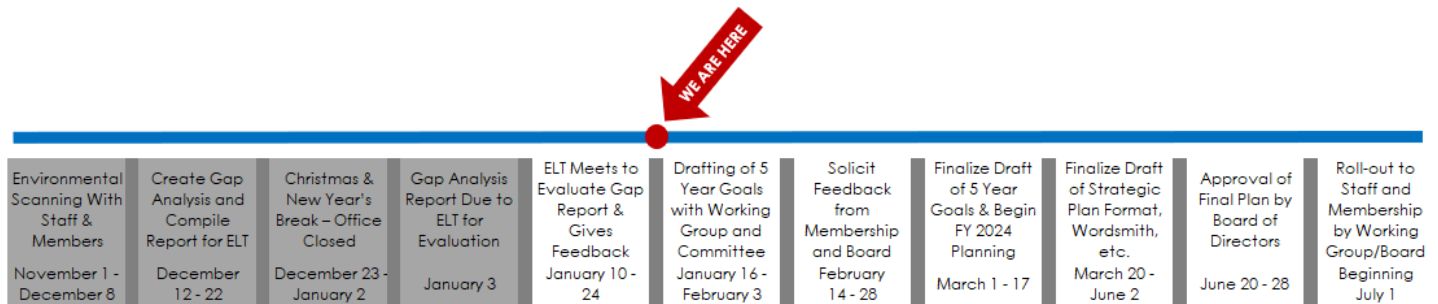 WE ARE HERE
Environmental
Scanning With
Staff &
Members
November 1 -
December 8
Create Gap
Analysis and
Compile
Report for ELT
December
12 - 22
Christmas &
New Year's
Break – Office
Closed
December 23 -
January 2
Gap Analysis
Report Due to
ELT for
Evaluation
January 3
ELT Meets to
Evaluate Gap
Report &
Gives
Feedback
January 10 -
24
Drafting of 5
Year Goals
with Working
Group and
Committee
January 16 -
February 3
Solicit
Feedback
from
Membership
and Board
February
14 - 28
Finalize Draft
of 5 Year
Goals & Begin
FY 2024
Planning
March 1 - 17
Finalize Draft
of Strategic
Plan Format,
Wordsmith,
etc.
March 20 -
June 2
Approval of
Final Plan by
Board of
Directors
June 20 - 28
Roll-out to
Staff and
Membership
by Working
Group/Board
Beginning
July 1